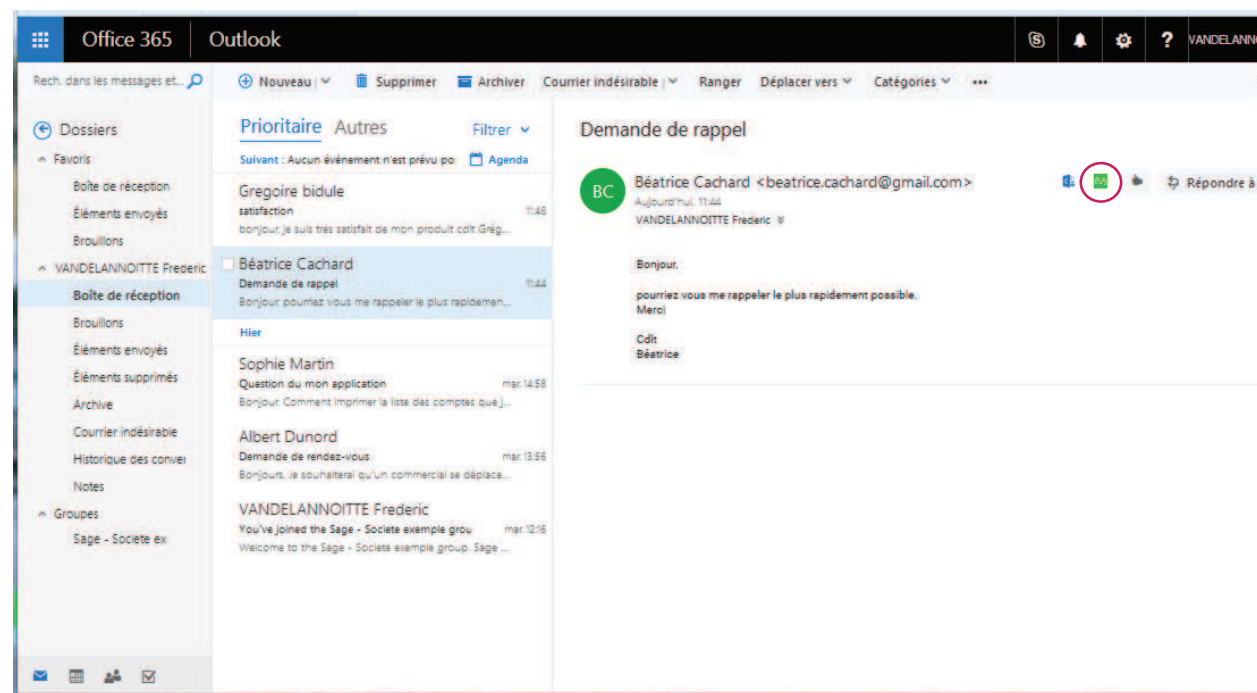 Office 365 Outlook
VANDELANN
Rech. dans les messages et...
Nouveau Supprimer Archiver Courrier indésirable Ranger Déplacer vers Catégories ...
Dossiers
Favoris
Boîte de réception
Éléments envoyés
Brouillons
VANDELANNOITTE Frederic
Boîte de réception
Brouillons
Éléments envoyés
Éléments supprimés
Archive
Courrier indésirable
Historique des conver
Notes
Groupes
Sage - Societe ex
Prioritaire Autres Filtrer
Suivant : Aucun évènement n'est prévu po Agenda
Gregoire bidule
satisfaction 11:48
bonjour je suis tres satisfait de mon produit cdlt Greg...
Béatrice Cachard
Demande de rappel 11:44
Bonjour. pourriez vous me rappeler le plus rapidemen...
Hier
Sophie Martin
Question du mon application mar. 14:58
Bonjour. Comment imprimer la liste des comptes que j...
Albert Dunord
Demande de rendez-vous mar. 13:56
Bonjours, Je souhaiterai qu'un commercial se déplace...
VANDELANNOITTE Frederic
You've joined the Sage - Societe exemple grou mar. 12:16
Welcome to the Sage - Societe exemple group. Sage ...
Demande de rappel
BC
Béatrice Cachard <beatrice.cachard@gmail.com>
Aujourd'hui, 11:44
VANDELANNOITTE Frederic
Répondre à
Bonjour,
pourriez vous me rappeler le plus rapidement possible.
Merci
Cdlt
Béatrice